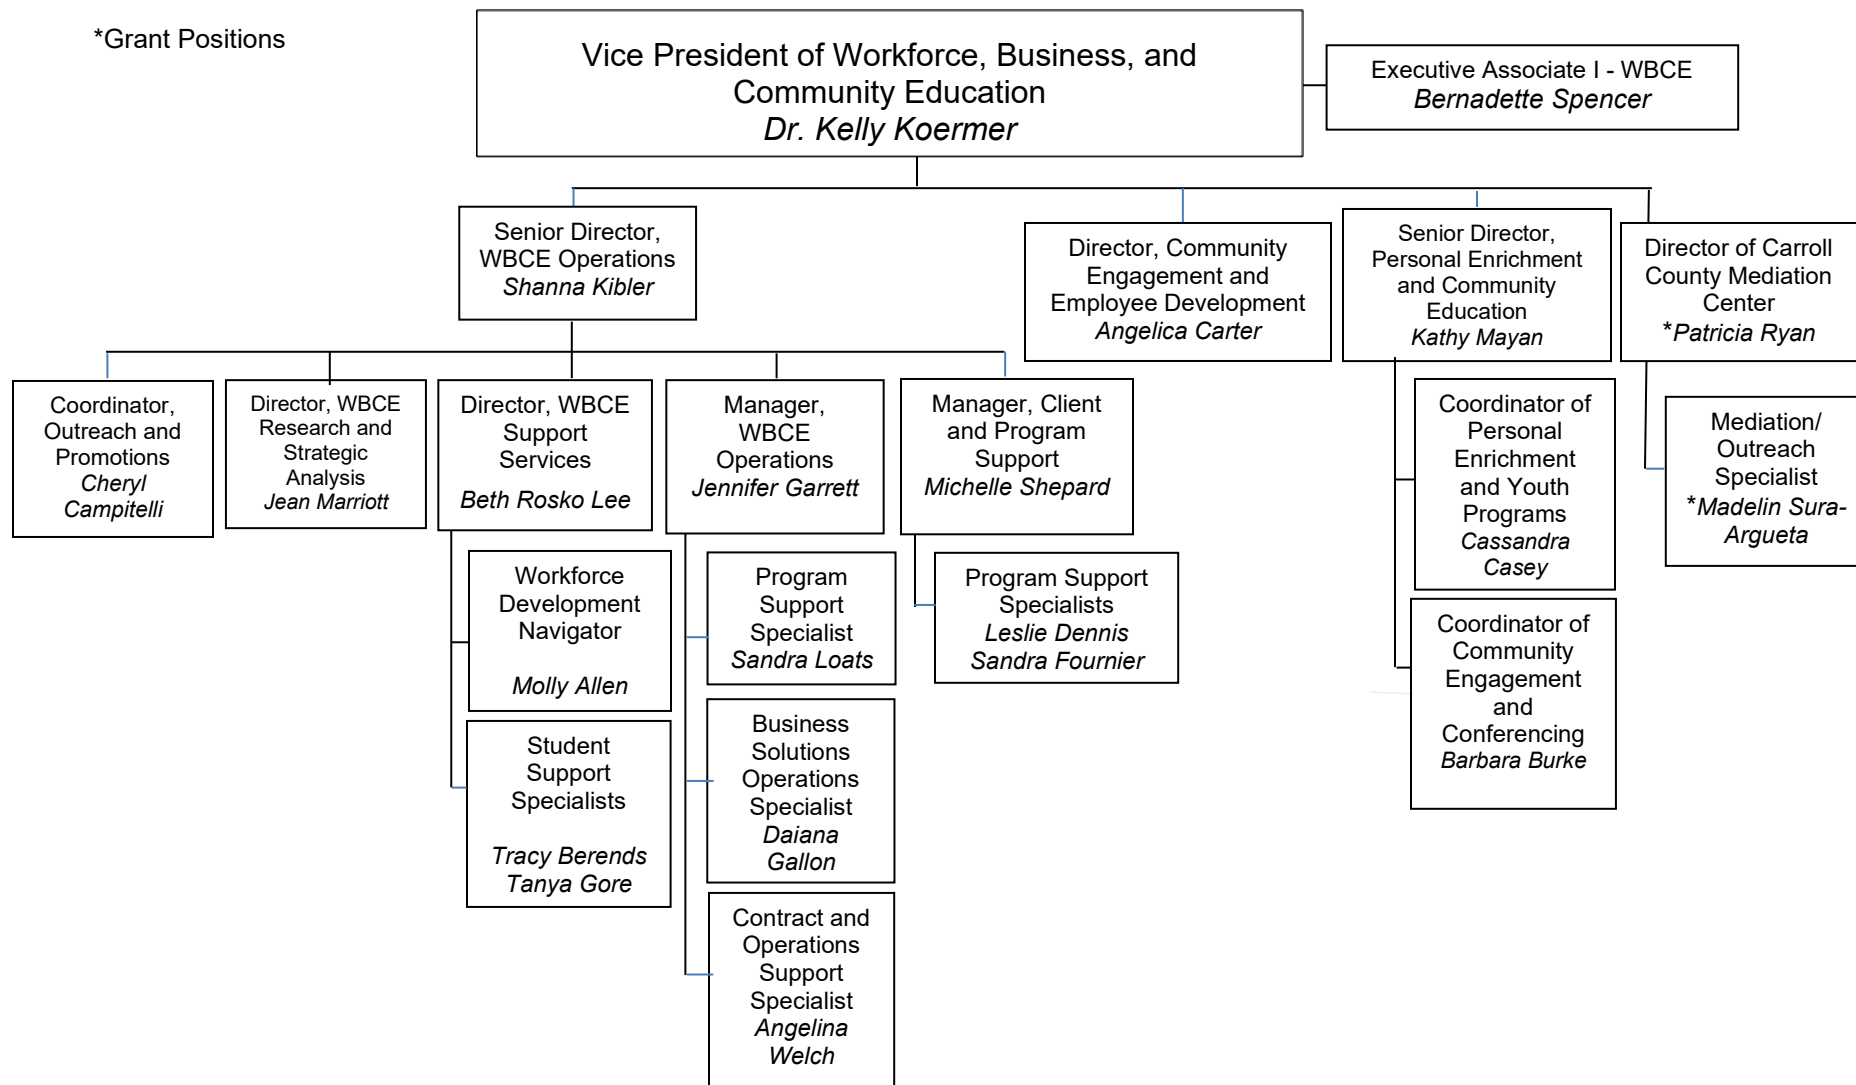 *Grant Positions
Vice President of Workforce, Business, and
Community Education
Dr. Kelly Koermer
Executive Associate I - WBCE
Bernadette Spencer
Senior Director,
WBCE Operations
Shanna Kibler
Director, Community
Engagement and
Employee Development
Angelica Carter
Senior Director,
Personal Enrichment
and Community
Education
Kathy Mayan
Director of Carroll
County Mediation
Center
*Patricia Ryan
Coordinator,
Outreach and
Promotions
Cheryl
Campitelli
Director, WBCE
Research and
Strategic
Analysis
Jean Marriott
Director, WBCE
Support
Services
Beth Rosko Lee
Manager,
WBCE
Operations
Jennifer Garrett
Manager, Client
and Program
Support
Michelle Shepard
Coordinator of
Personal
Enrichment
and Youth
Programs
Cassandra
Casey
Mediation/
Outreach
Specialist
*Madelin Sura-
Argueta
Workforce
Development
Navigator
Molly Allen
Program
Support
Specialist
Sandra Loats
Program Support
Specialists
Leslie Dennis
Sandra Fournier
Coordinator of
Community
Engagement
and
Conferencing
Barbara Burke
Student
Support
Specialists
Tracy Berends
Tanya Gore
Business
Solutions
Operations
Specialist
Daiana
Gallon
Contract and
Operations
Support
Specialist
Angelina
Welch